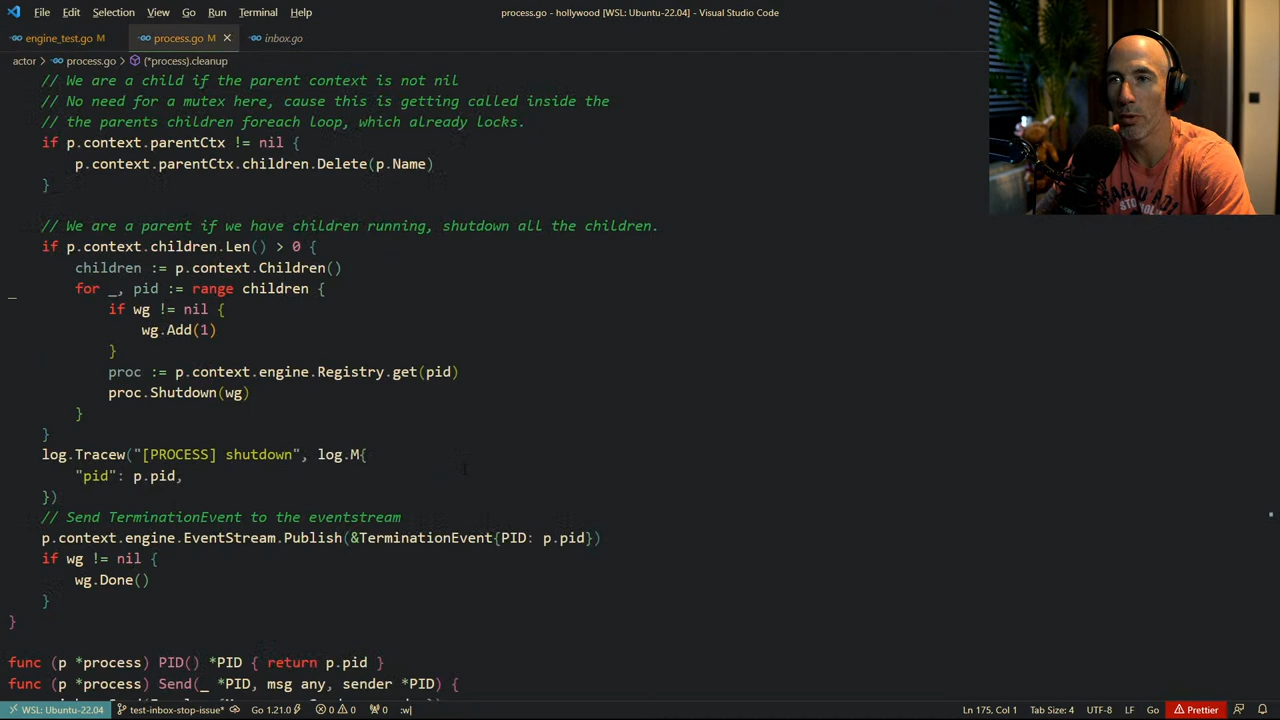 File Edit Selection View Go Run Terminal Help
process.go - hollywood [WSL: Ubuntu-22.04] - Visual Studio Code
engine_test.go M process.go M inbox.go
actor > process.go > (*process).cleanup
// We are a child if the parent context is not nil
// No need for a mutex here, cause this is getting called inside the
// the parents children foreacr loop, which already locks.
if p.context.parentCtx != nil {
p.context.parentCtx.children.Delete(p.Name)
}
// We are a parent if we have children running, shutdown all the children.
if p.context.children.Len() > 0 {
children := p.context.Children()
for _, pid := range children {
if wg != nil {
wg.Add(1)
}
proc := p.context.engine.Registry.get(pid)
proc.Shutdown(wg)
}
}
log.Tracew("[PROCESS] shutdown", log.M{
"pid": p.pid,
})
// Send TerminationEvent to the eventstream
p.context.engine.EventStream.Publish(&TerminationEvent{PID: p.pid})
if wg != nil {
wg.Done()
}
}
func (p *process) PID() *PID { return p.pid }
func (p *process) Send(_ *PID, msg any, sender *PID) {
WSL: Ubuntu-22.04 test-inbox-stop-issue* Go 1.21.0 0 0 0 :w| Ln 175, Col 1 Tab Size: 4 UTF-8 LF Go Prettier